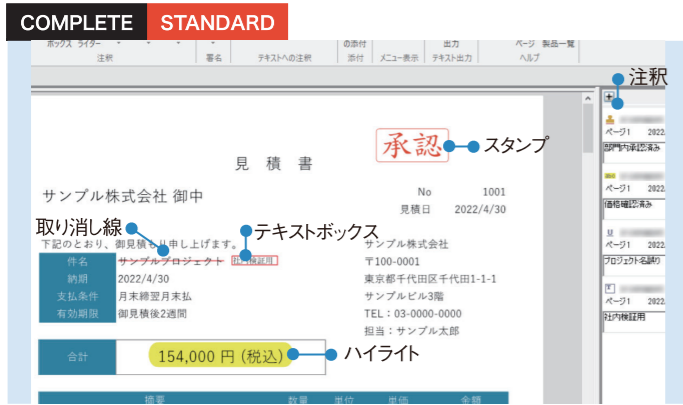 COMPLETE STANDARD
ボックス ライター
の添付
出力
ページ 製品一覧
注釈
署名
テキストへの注釈
添付
メニュー表示
テキスト出力
ヘルプ
注釈
承認
スタンプ
見 積 書
ページ1 2022
部門内承認済み
サンプル株式会社 御中
No 1001
見積日 2022/4/30
ページ1 2022
価格確認済み
取り消し線
テキストボックス
下記のとおり、御見積もり申し上げます。
サンプル株式会社
件名 サンプルプロジェクト 社内検証用
〒100-0001
ページ1 2022
プロジェクト名誤り
納期 2022/4/30
東京都千代田区千代田1-1-1
支払条件 月末締翌月末払
サンプルビル3階
ページ1 2022
有効期限 御見積後2週間
TEL:03-0000-0000
社内検証用
担当:サンプル太郎
合計 154,000 円 (税込)
ハイライト
摘要 数量 単位 単価 金額